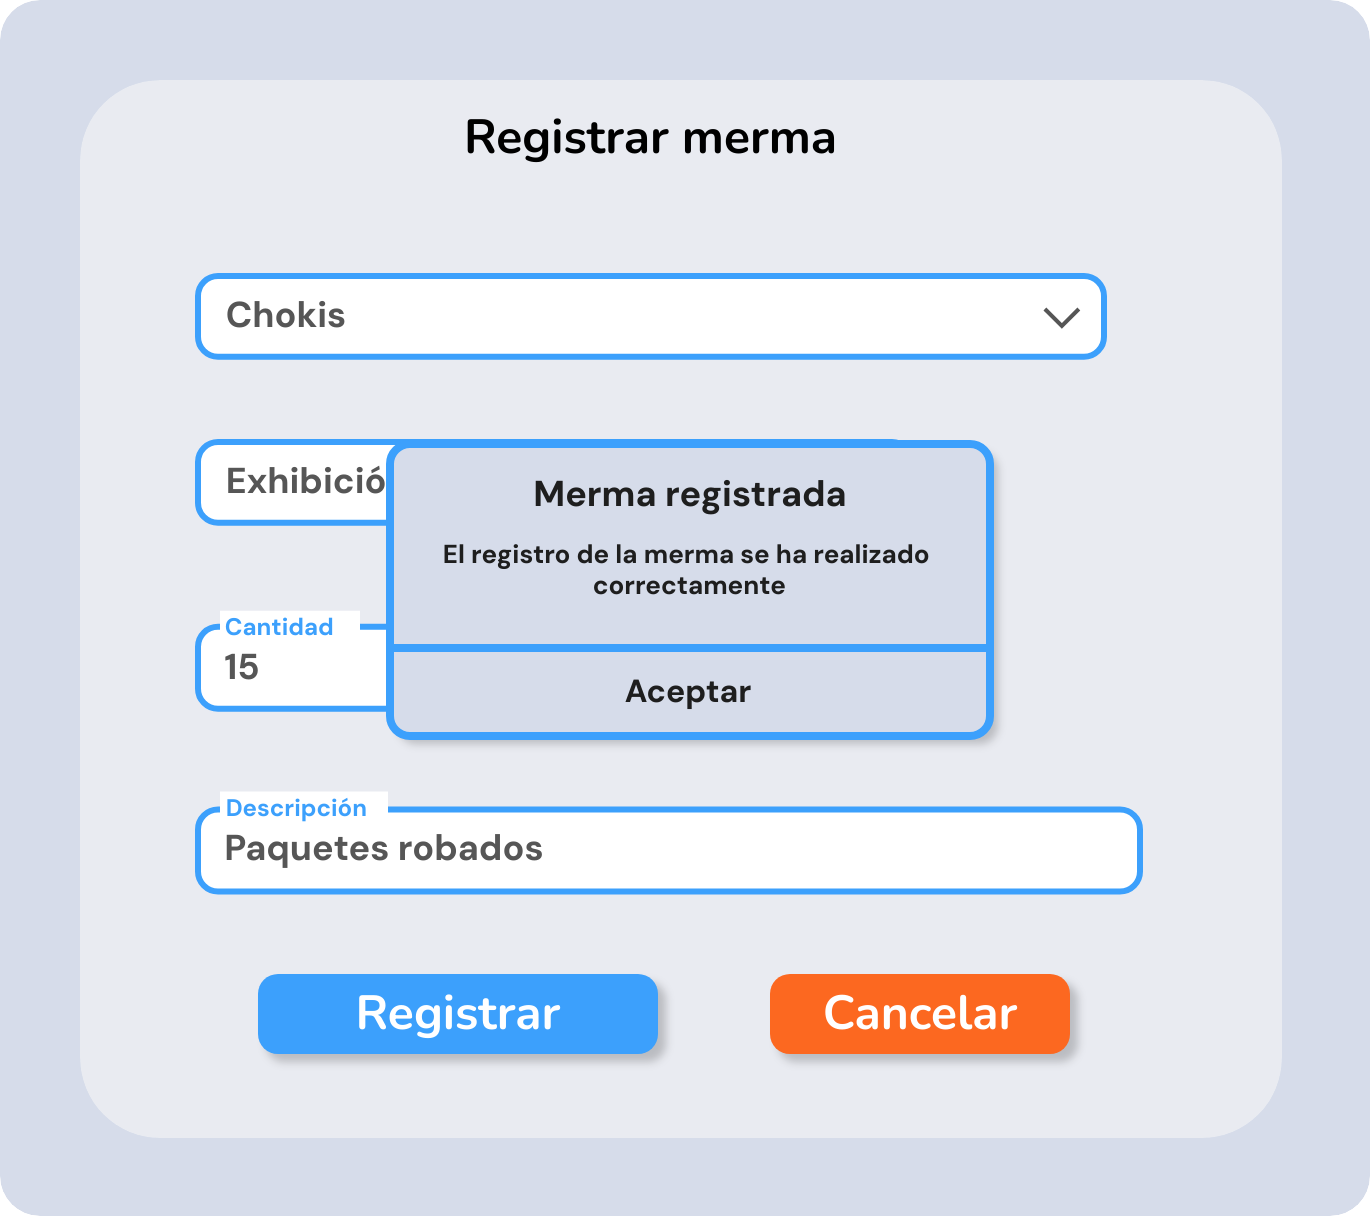 Registrar merma
Chokis
Merma registrada
El registro de la merma se ha realizado
correctamente
Cantidad
15
Aceptar
Descripción
Paquetes robados
Registrar
Cancelar